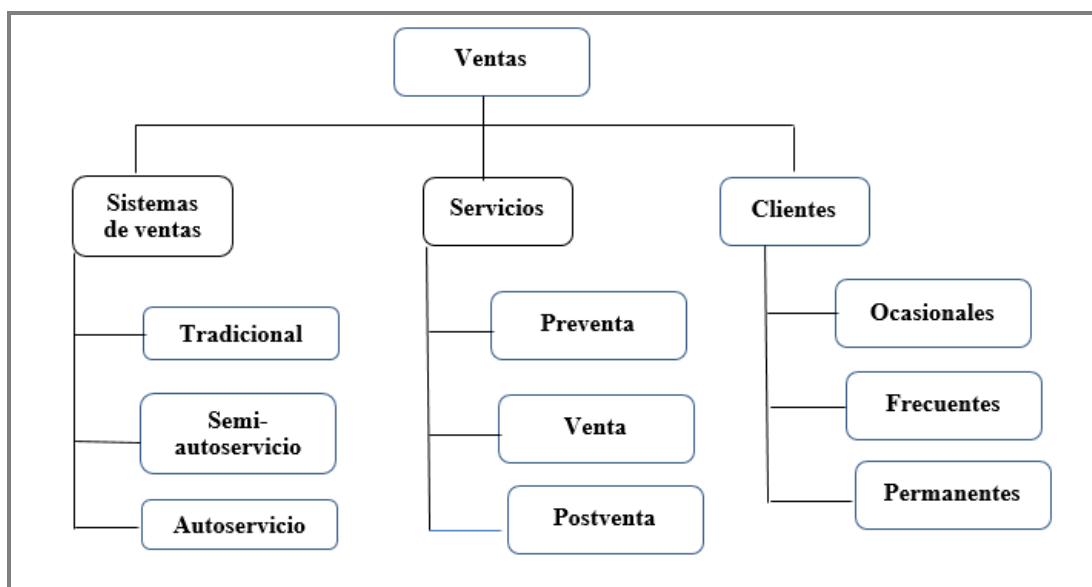 Ventas
Sistemas
de ventas
Tradicional
Semi-
autoservicio
Autoservicio
Servicios
Preventa
Venta
Postventa
Clientes
Ocasionales
Frecuentes
Permanentes